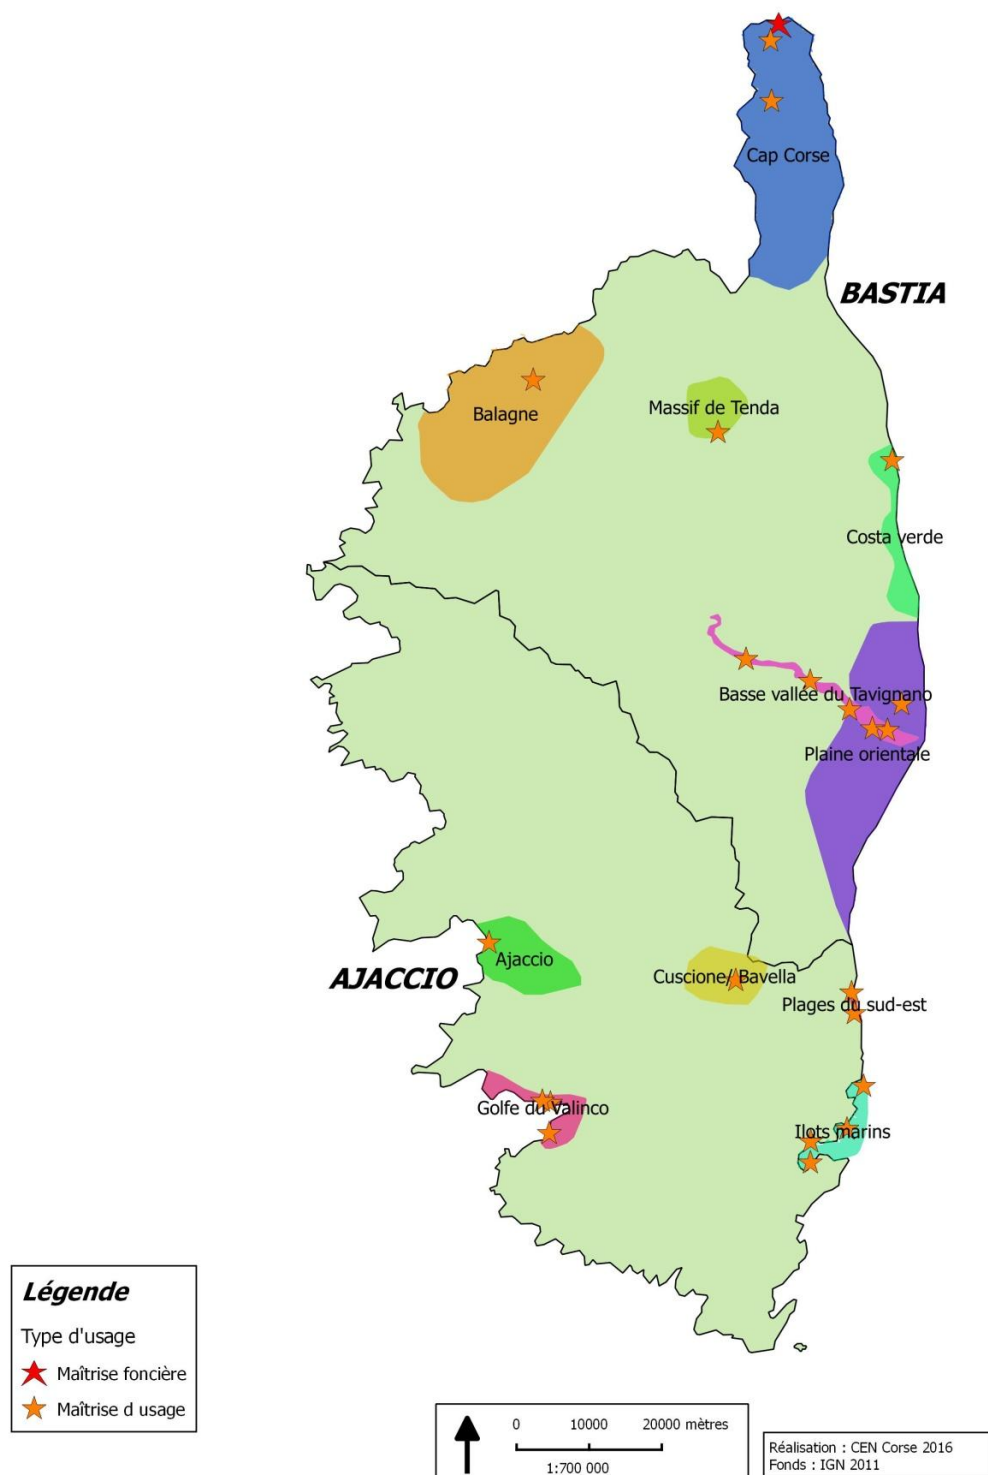 Cap Corse
BASTIA
Balagne
Massif de Tenda
Costa verde
Basse vallée du Tavignano
Plaine orientale
Ajaccio
AJACCIO
Cuscione/ Bavella
Plages du sud-est
Golfe du Valinco
Ilots marins
Légende
Type d'usage
Maîtrise foncière
Maîtrise d usage
0 10000 20000 mètres
1:700 000
Réalisation : CEN Corse 2016
Fonds : IGN 2011